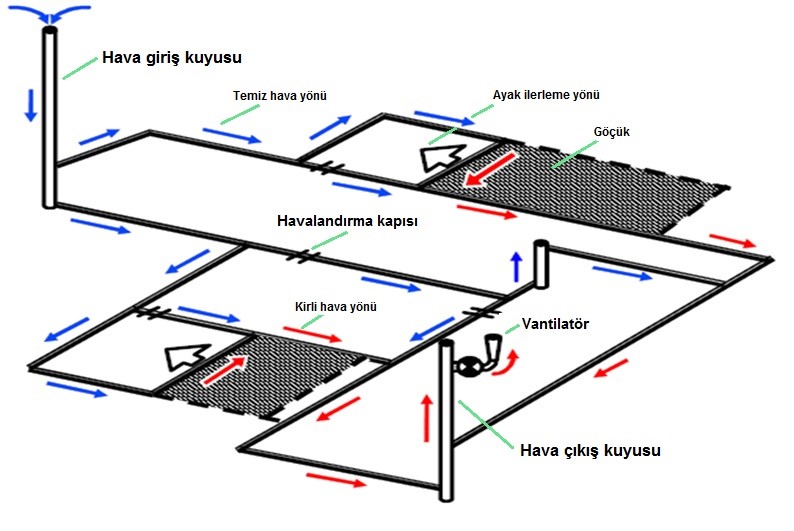 Hava giriş kuyusu
Temiz hava yönü
Ayak ilerleme yönü
Göçük
Havalandırma kapısı
Kirli hava yönü
Vantilatör
Hava çıkış kuyusu